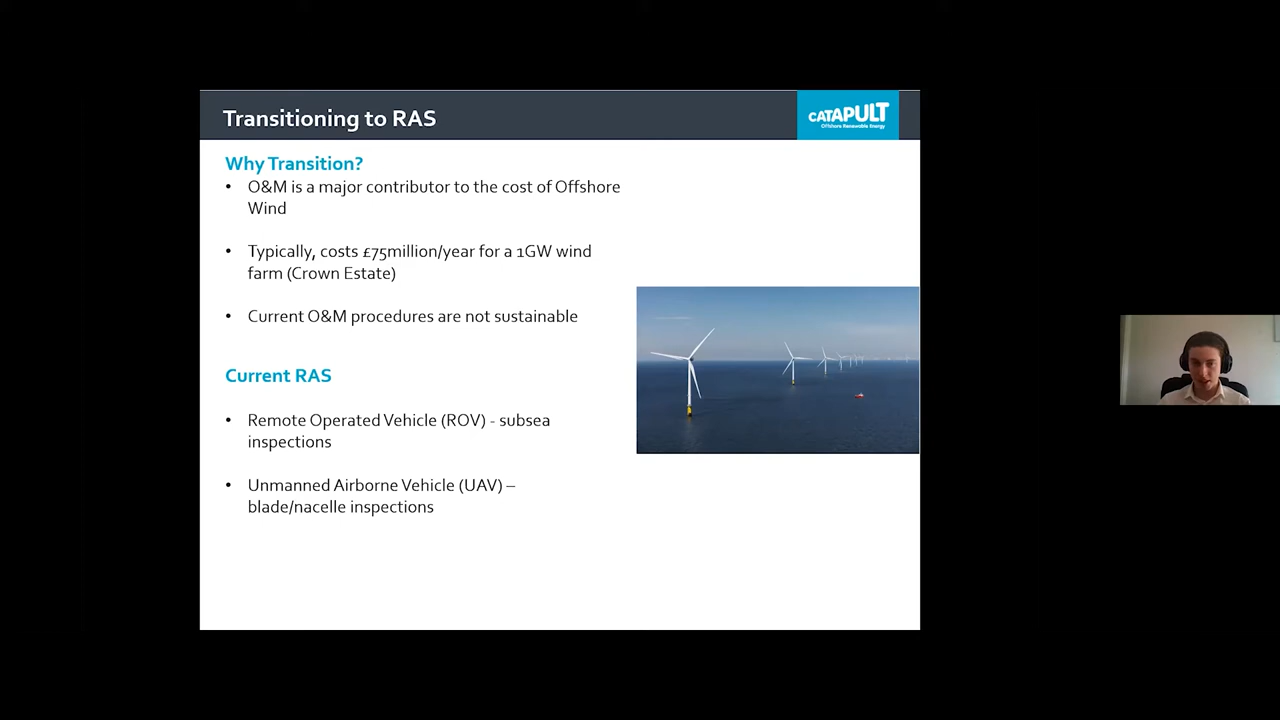 Transitioning to RAS
CATAPULT
Offshore Renewable Energy
Why Transition?
• O&M is a major contributor to the cost of Offshore
Wind
• Typically, costs £75million/year for a 1GW wind
farm (Crown Estate)
• Current O&M procedures are not sustainable
Current RAS
• Remote Operated Vehicle (ROV) - subsea
inspections
• Unmanned Airborne Vehicle (UAV) –
blade/nacelle inspections